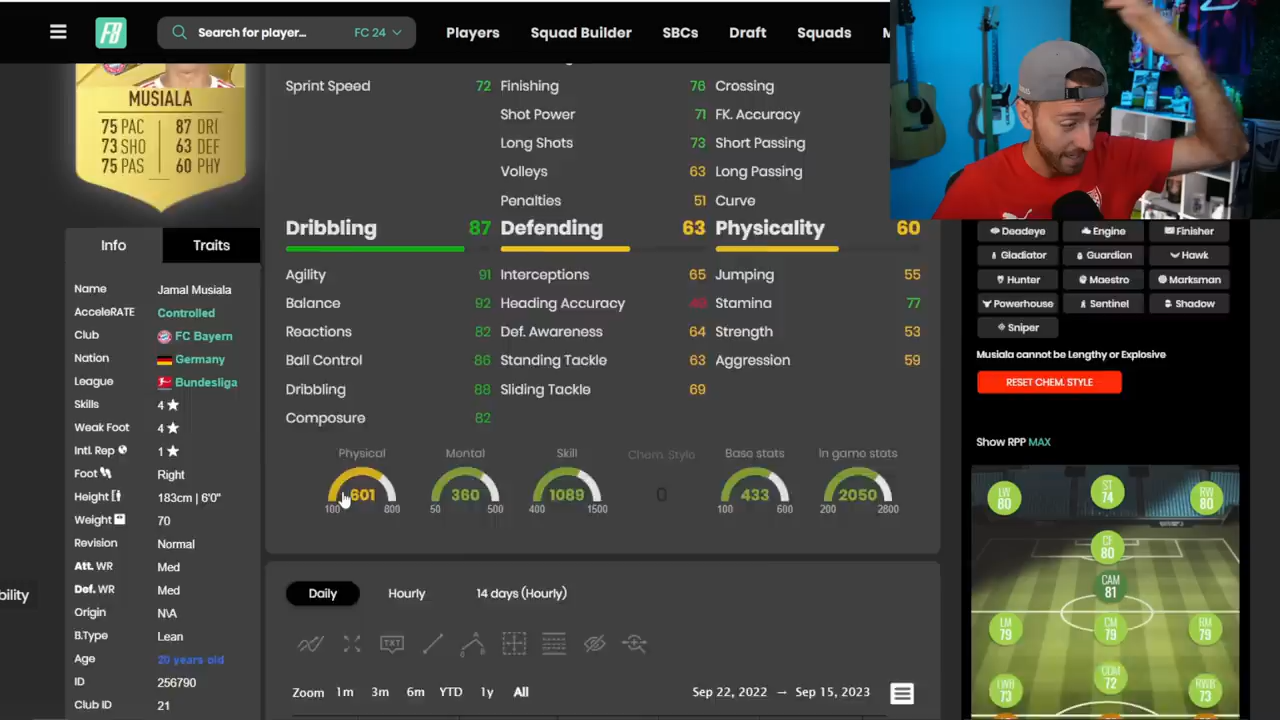 FB
Search for player...
FC 24
Players
Squad Builder
SBCs
Draft
Squads
MUSIALA
75 PAC 87 DRI
73 SHO 63 DEF
75 PAS 60 PHY
Sprint Speed 72
Finishing 76
Shot Power 71
Long Shots 73
Volleys 63
Penalties 51
Crossing
FK. Accuracy
Short Passing
Long Passing
Curve
Dribbling 87
Agility 91
Balance 92
Reactions 82
Ball Control 86
Dribbling 88
Composure 82
Defending 63
Interceptions 65
Heading Accuracy
Def. Awareness 64
Standing Tackle 63
Sliding Tackle 69
Physicality 60
Jumping 55
Stamina 77
Strength 53
Aggression 59
Info
Traits
Name Jamal Musiala
AcceleRATE Controlled
Club FC Bayern
Nation Germany
League Bundesliga
Skills 4
Weak Foot 4
Intl. Rep 1
Foot Right
Height 183cm | 6'0"
Weight 70
Revision Normal
Att. WR Med
Def. WR Med
Origin N\A
B.Type Lean
Age 20 years old
ID 256790
Club ID 21
bility
Physical
601
100 800
Mental
360
50 500
Skill
1089
400 1500
Chem. Style
0
Base stats
433
100 600
In game stats
2050
1000 2800
Daily
Hourly
14 days (Hourly)
TXT
Zoom 1m 3m 6m YTD 1y All
Sep 22, 2022 → Sep 15, 2023
Deadeye
Engine
Finisher
Gladiator
Guardian
Hawk
Hunter
Maestro
Marksman
Powerhouse
Sentinel
Shadow
Sniper
Musiala cannot be Lengthy or Explosive
RESET CHEM. STYLE
Show RPP MAX
LW
80
ST
74
RW
80
CF
80
CAM
81
LM
79
CM
79
RM
79
LWB
73
CDM
72
RWB
73